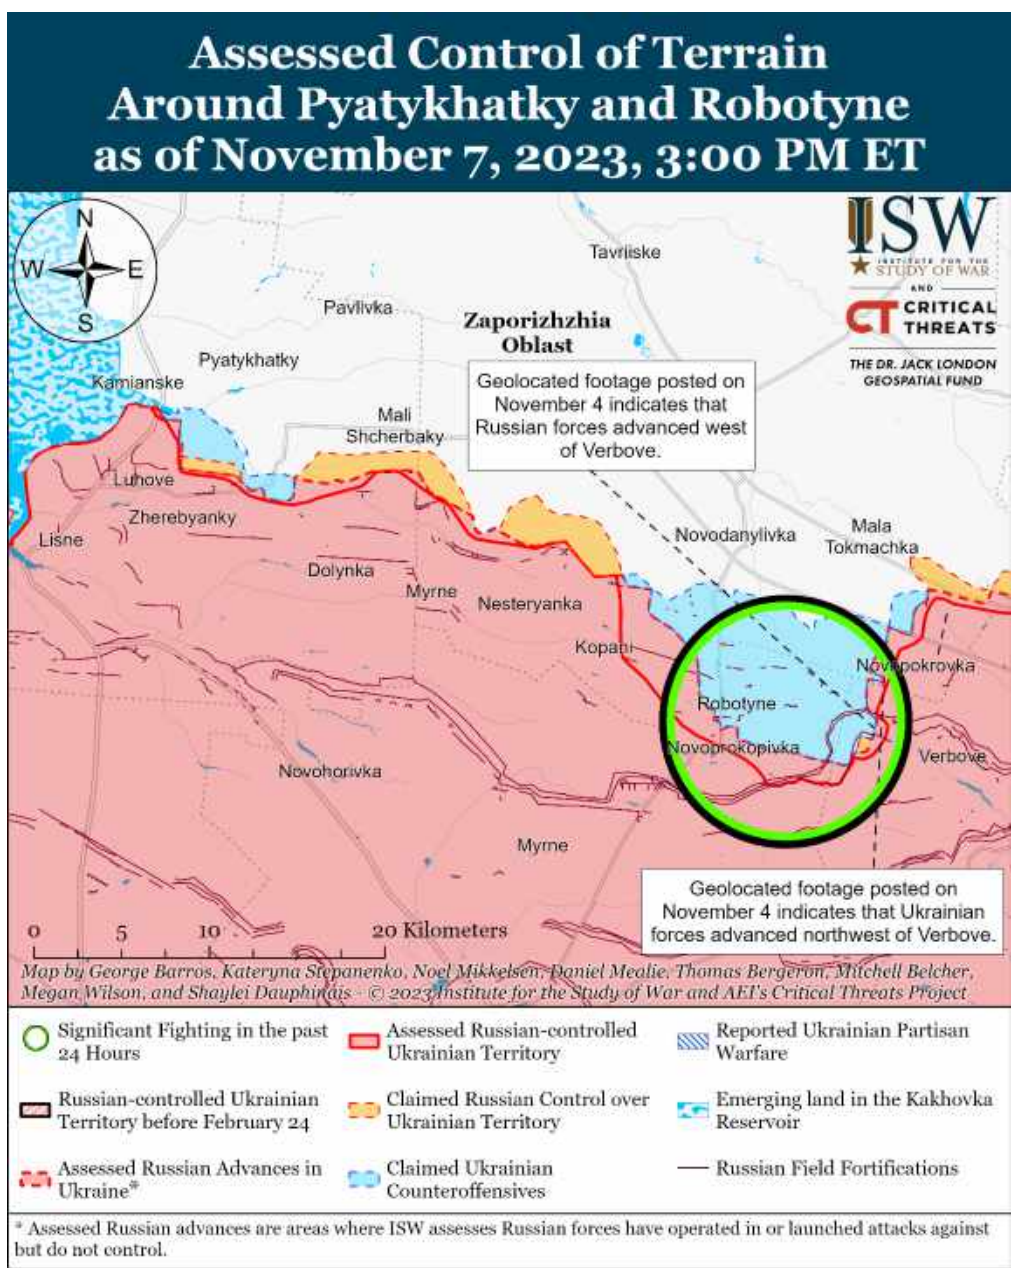 Assessed Control of Terrain
Around Pyatykhatky and Robotyne
as of November 7, 2023, 3:00 PM ET
N
W
E
S
ISW
INSTITUTE FOR THE
STUDY OF WAR
AND
CT CRITICAL
THREATS
THE DR. JACK LONDON
GEOSPATIAL FUND
Tavriiske
Pavlivka
Zaporizhzhia
Oblast
Pyatykhatky
Kamianske
Geolocated footage posted on
November 4 indicates that
Russian forces advanced west
of Verbove.
Mali
Shcherbaky
Luhove
Zherebyanky
Lisne
Novodanylivka
Mala
Tokmachka
Dolynka
Myrne
Nesteryanka
Kopani
Novopokrovka
Robotyne
Novoprokopivka
Verbove
Novohorivka
Myrne
Geolocated footage posted on
November 4 indicates that Ukrainian
forces advanced northwest of Verbove.
0 5 10 20 Kilometers
Map by George Barros, Kateryna Stepanenko, Noel Mikkelsen, Daniel Mealie, Thomas Bergeron, Mitchell Belcher,
Megan Wilson, and Shaylei Dauphinais - © 2023 Institute for the Study of War and AEI's Critical Threats Project
Significant Fighting in the past
24 Hours
Assessed Russian-controlled
Ukrainian Territory
Reported Ukrainian Partisan
Warfare
Russian-controlled Ukrainian
Territory before February 24
Claimed Russian Control over
Ukrainian Territory
Emerging land in the Kakhovka
Reservoir
Assessed Russian Advances in
Ukraine*
Claimed Ukrainian
Counteroffensives
Russian Field Fortifications
* Assessed Russian advances are areas where ISW assesses Russian forces have operated in or launched attacks against
but do not control.